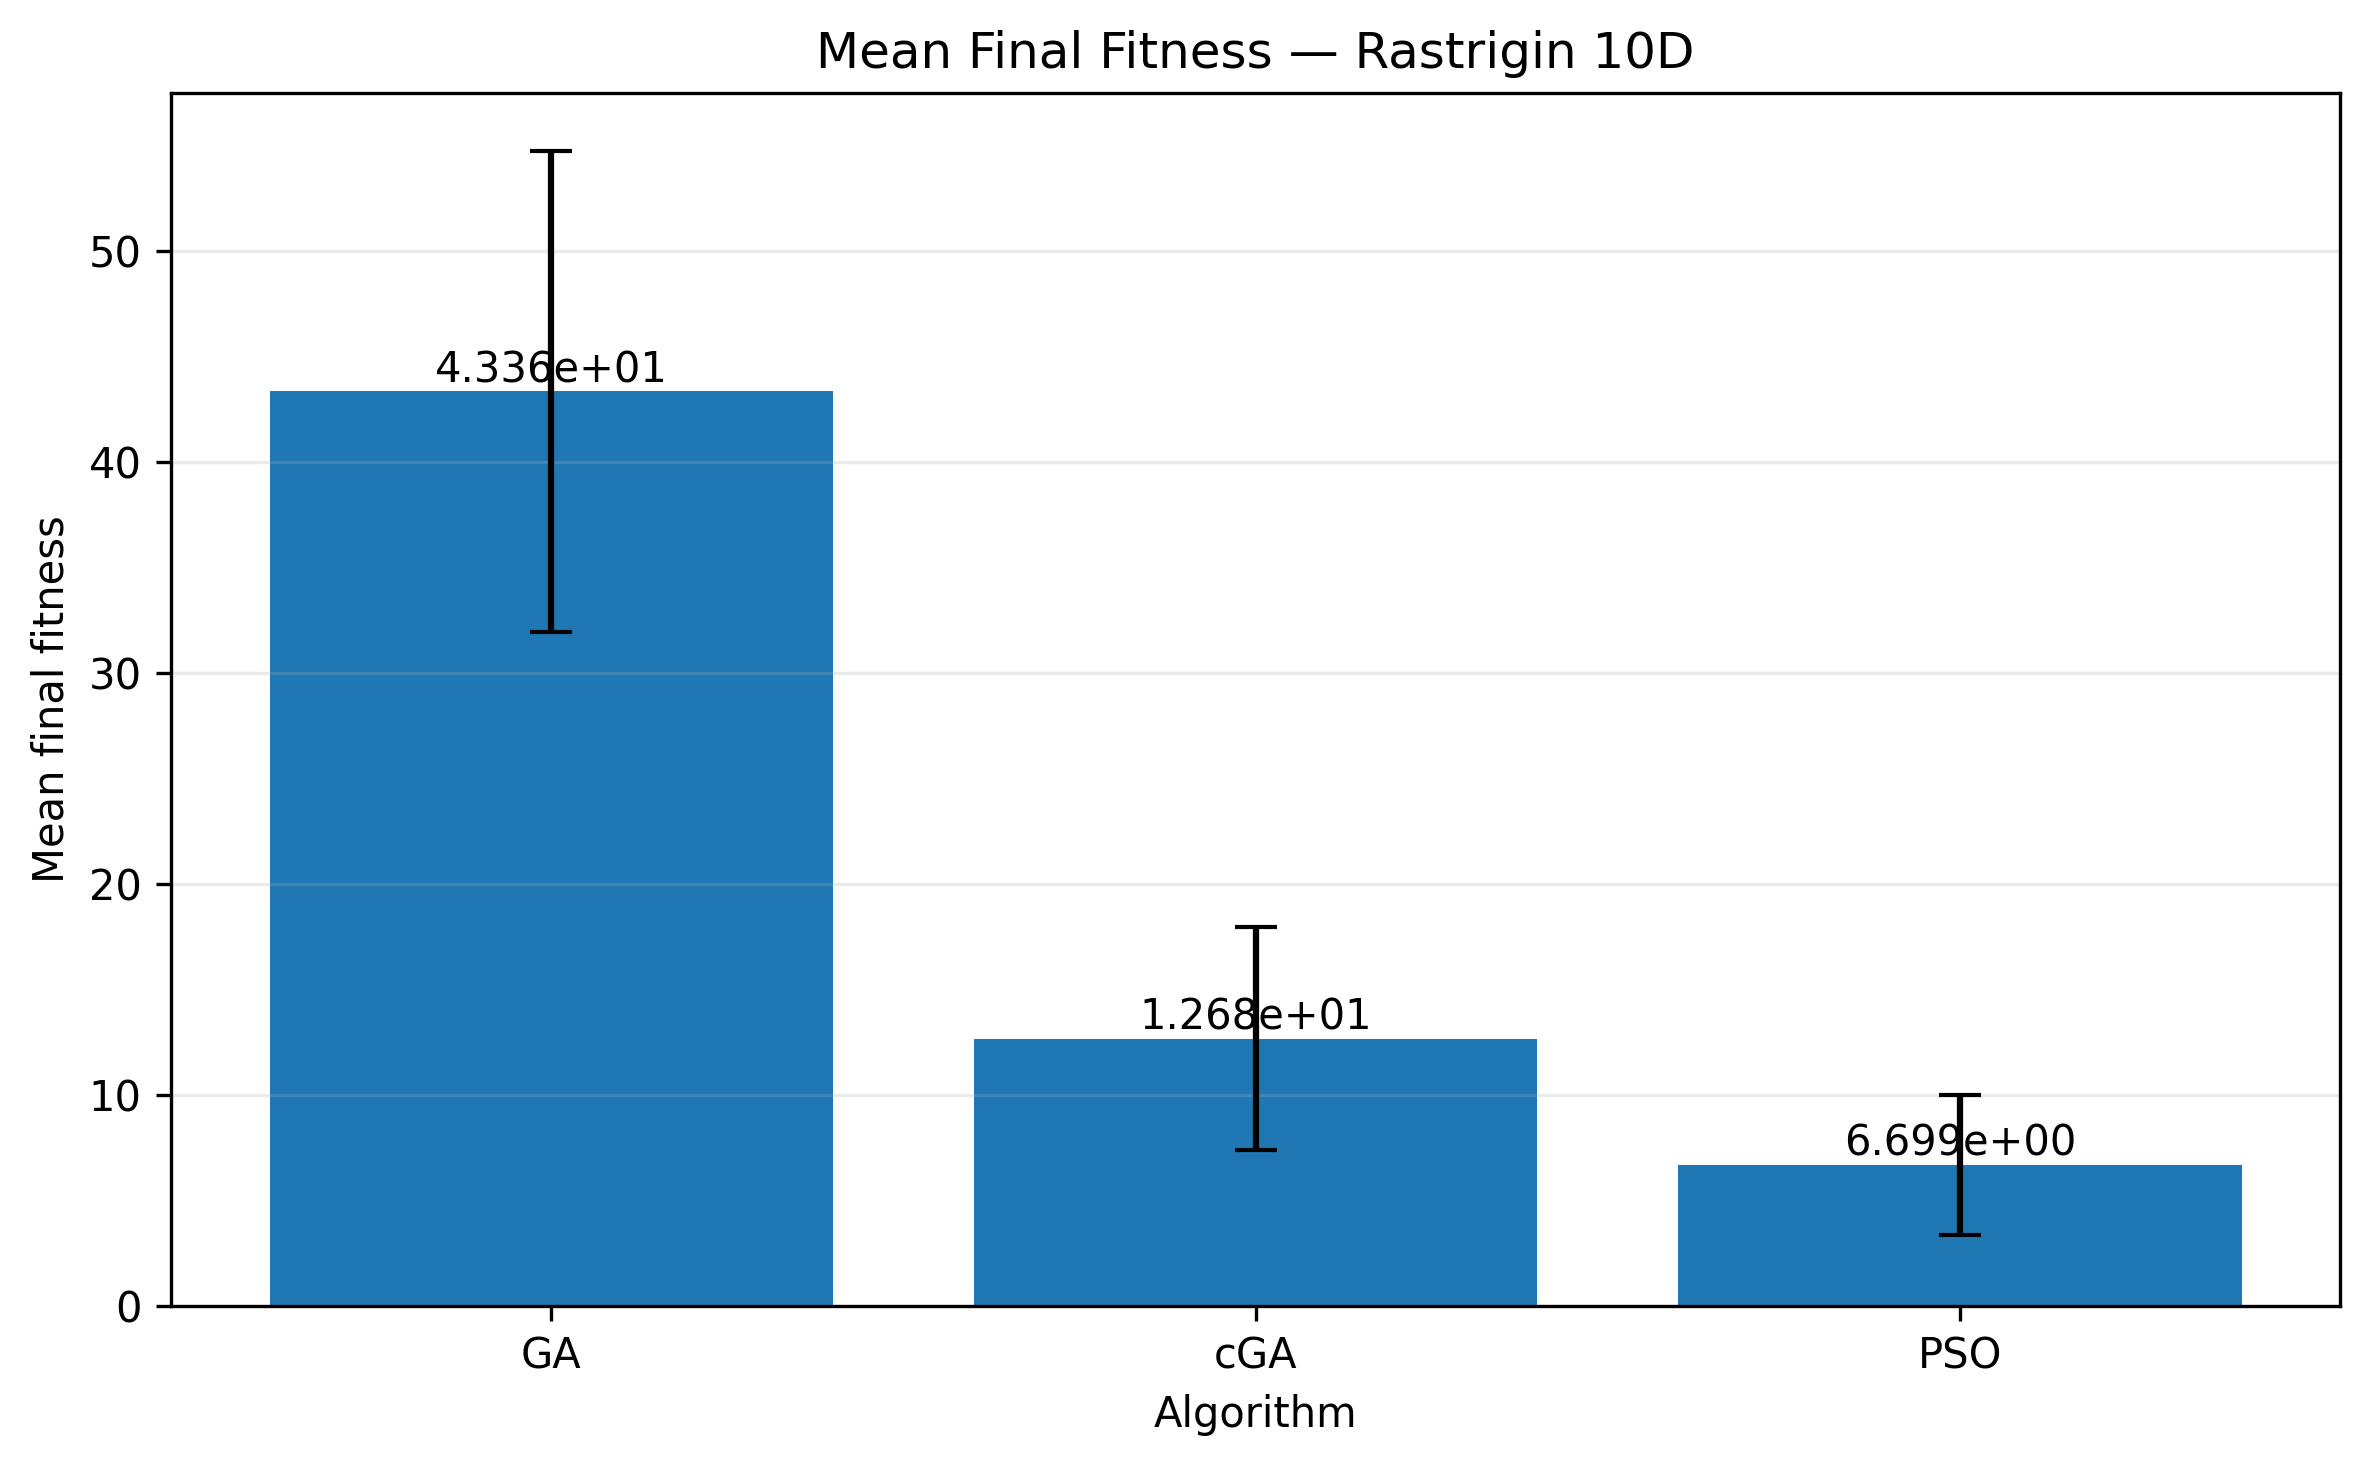 Mean Final Fitness — Rastrigin 10D
Mean final fitness
50
40
30
20
10
0
4.336e+01
1.268e+01
6.699e+00
GA
cGA
PSO
Algorithm